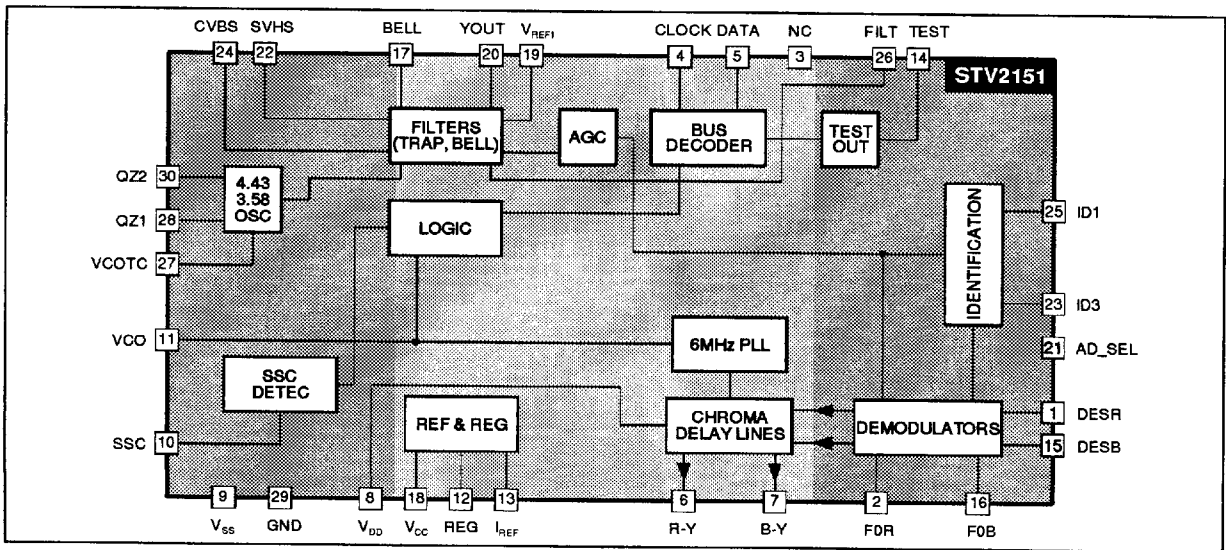 CVBS SVHS BELL YOUT VREF1 CLOCK DATA NC FILT TEST
24 22 17 20 19 4 5 3 26 14
STV2151
FILTERS
(TRAP, BELL)
AGC
BUS
DECODER
TEST
OUT
QZ2 30
4.43
3.58
OSC
QZ1 28
LOGIC
IDENTIFICATION
25 ID1
VCOTC 27
23 ID3
VCO 11
6MHz PLL
21 AD_SEL
SSC
DETEC
REF & REG
CHROMA
DELAY LINES
DEMODULATORS
1 DESR
SSC 10
15 DESB
9 29 8 18 12 13 6 7 2 16
VSS GND VDD VCC REG IREF R-Y B-Y F0R F0B